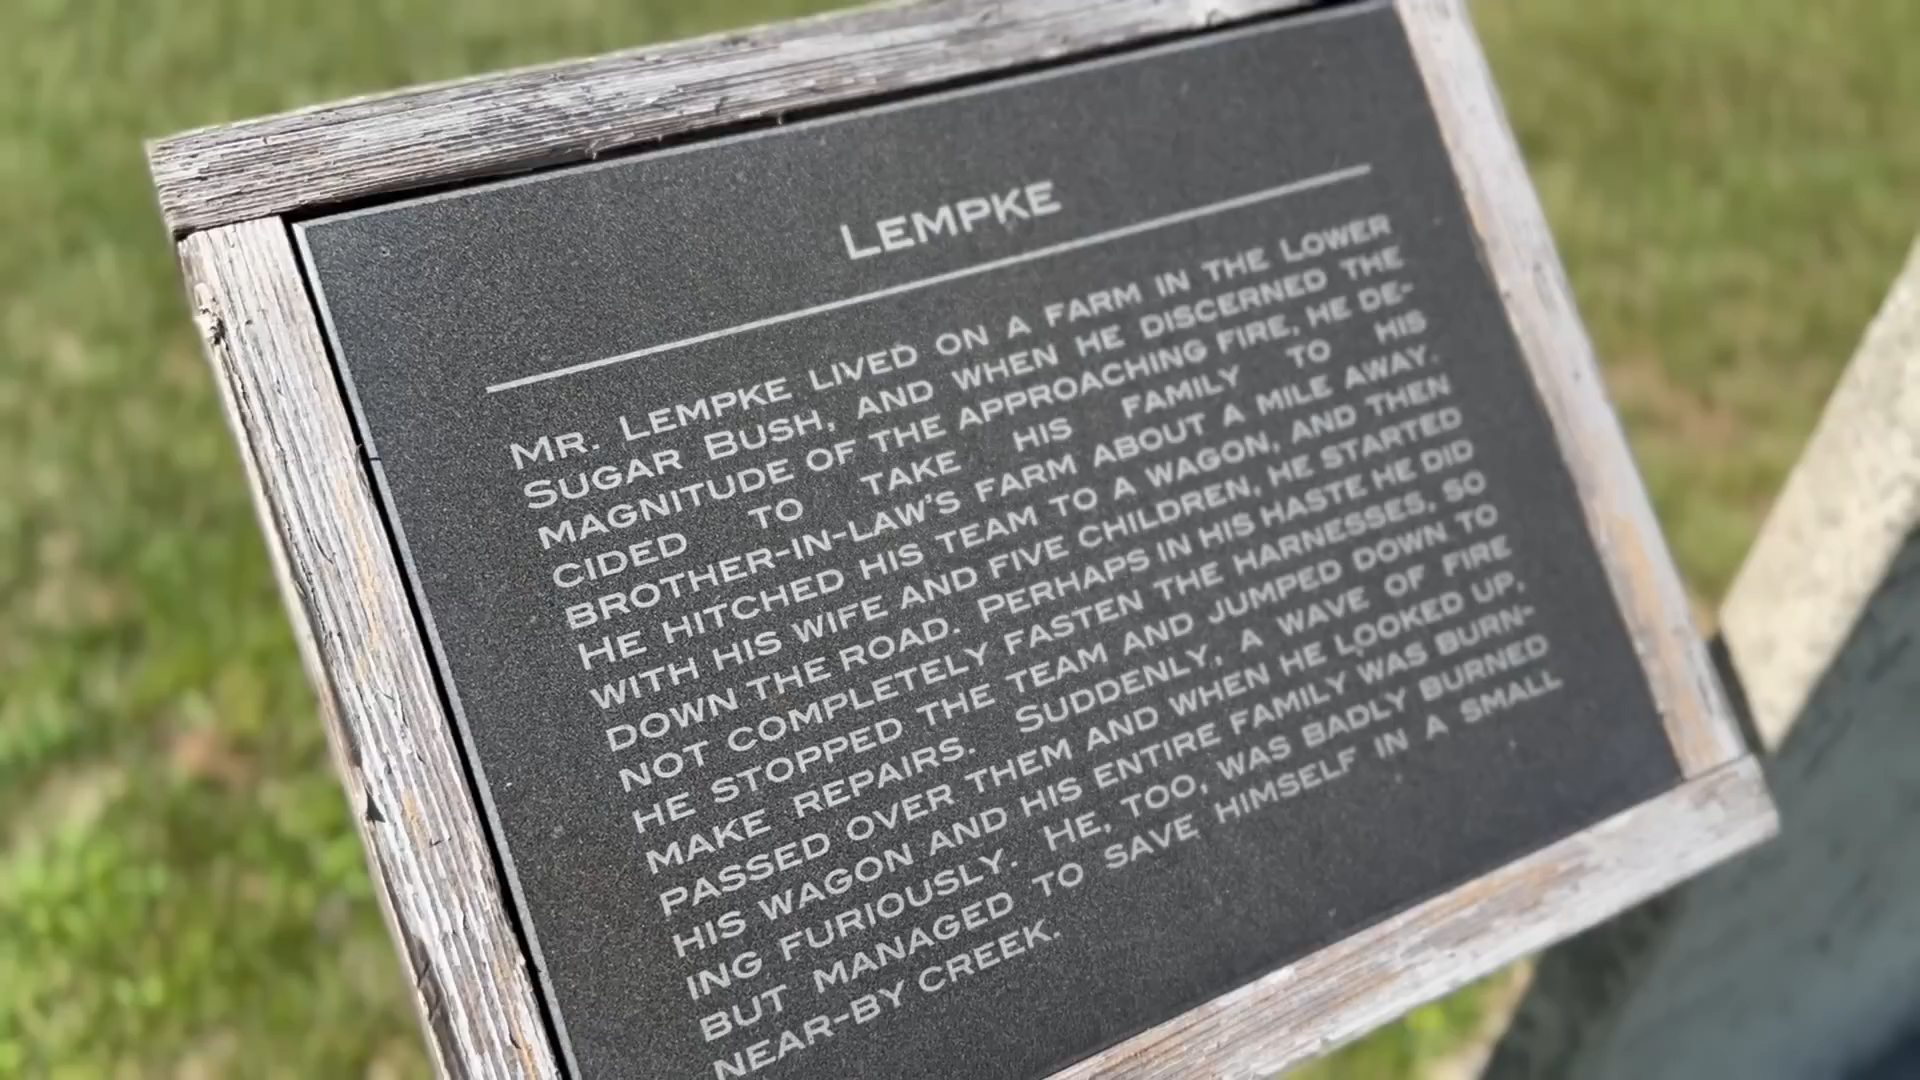 LEMPKE
MR. LEMPKE LIVED ON A FARM IN THE LOWER
SUGAR BUSH, AND WHEN HE DISCERNED THE
MAGNITUDE OF THE APPROACHING FIRE, HE DE-
CIDED TO TAKE HIS FAMILY TO HIS
BROTHER-IN-LAW'S FARM ABOUT A MILE AWAY.
HE HITCHED HIS TEAM TO A WAGON, AND THEN
WITH HIS WIFE AND FIVE CHILDREN, HE STARTED
DOWN THE ROAD. PERHAPS IN HIS HASTE HE DID
NOT COMPLETELY FASTEN THE HARNESSES, SO
HE STOPPED THE TEAM AND JUMPED DOWN TO
MAKE REPAIRS. SUDDENLY, A WAVE OF FIRE
PASSED OVER THEM AND WHEN HE LOOKED UP,
HIS WAGON AND HIS ENTIRE FAMILY WAS BURN-
ING FURIOUSLY. HE, TOO, WAS BADLY BURNED
BUT MANAGED TO SAVE HIMSELF IN A SMALL
NEAR-BY CREEK.